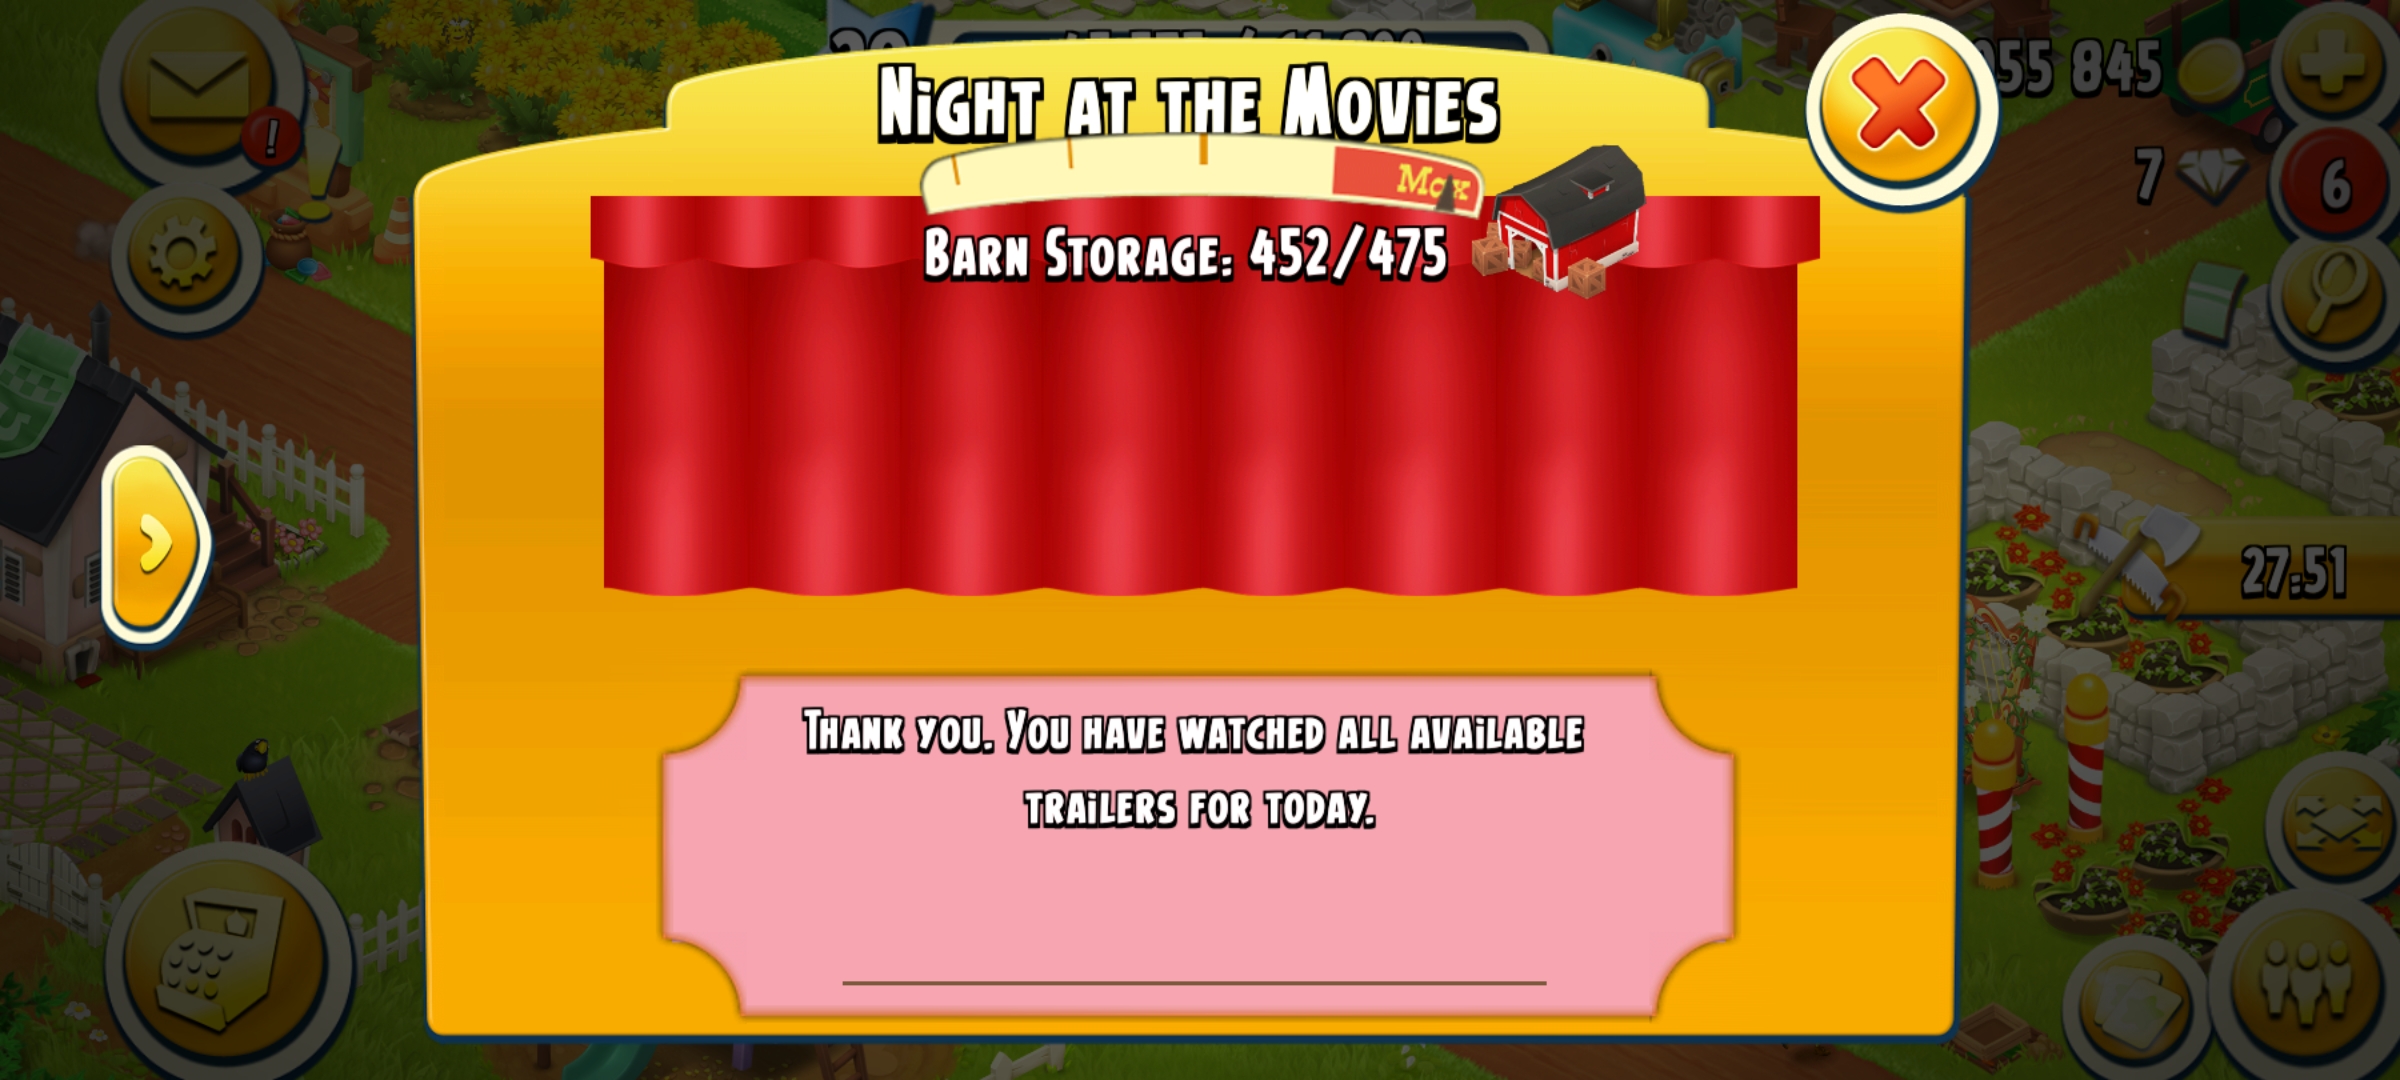 Night at the Movies
Max
Barn Storage: 452/475
55 845
7
6
27:51
Thank you. You have watched all available
trailers for today.